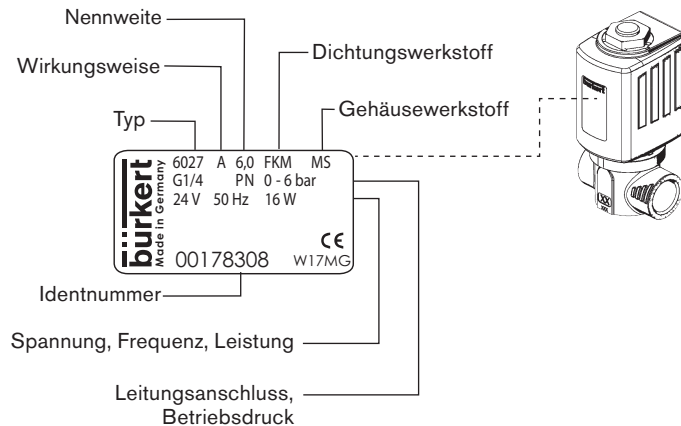 Nennweite
Wirkungsweise
Dichtungswerkstoff
Typ
Gehäusewerkstoff
burkert
bürkert
Made in Germany
6027 A 6,0 FKM MS
G1/4 PN 0 - 6 bar
24 V 50 Hz 16 W
CE
00178308 W17MG
Identnummer
Spannung, Frequenz, Leistung
Leitungsanschluss,
Betriebsdruck